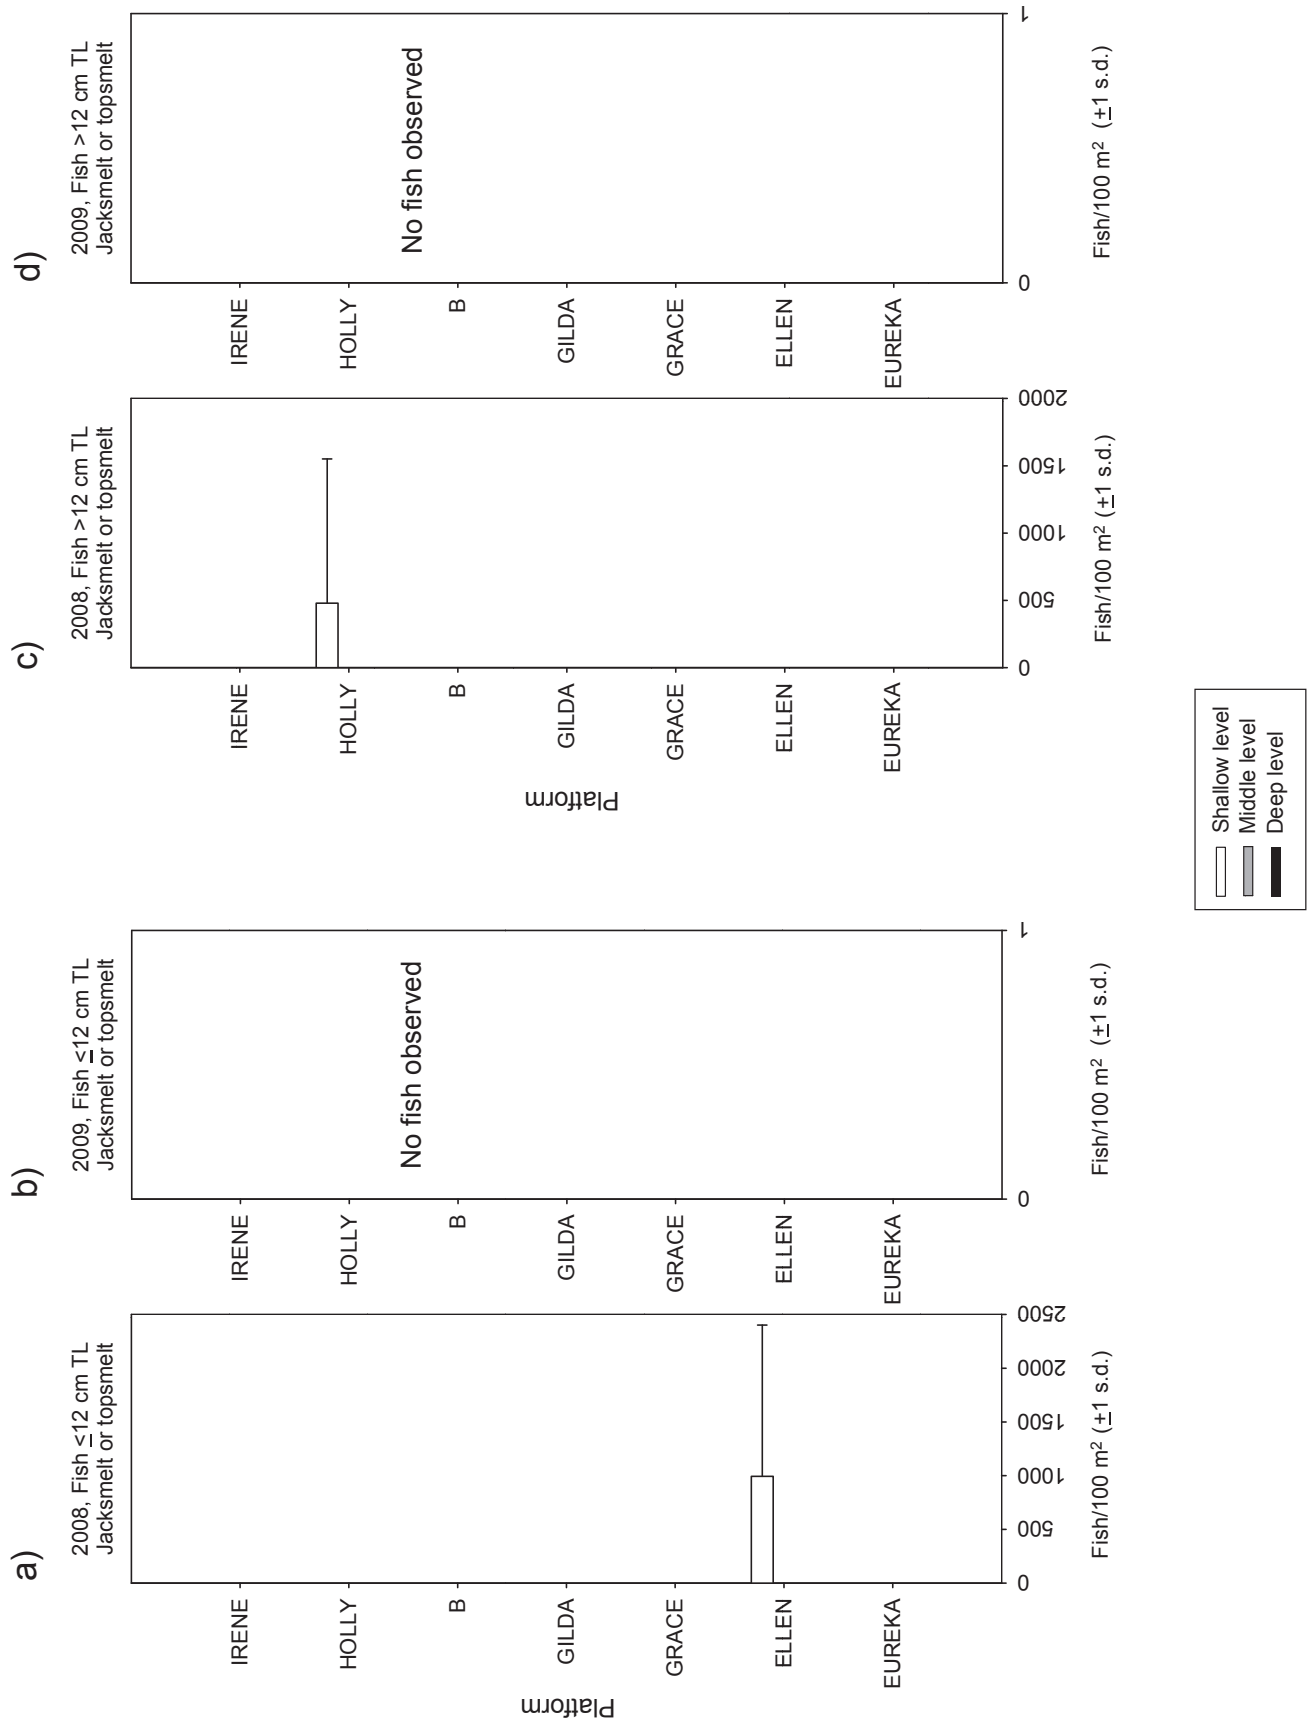 a)
2008, Fish ≤12 cm TL
Jacksmelt or topsmelt
Platform
IRENE
HOLLY
B
GILDA
GRACE
ELLEN
EUREKA
0
500
1000
1500
2000
2500
Fish/100 m² (±1 s.d.)
b)
2009, Fish ≤12 cm TL
Jacksmelt or topsmelt
IRENE
HOLLY
B
GILDA
GRACE
ELLEN
EUREKA
No fish observed
0
1
Fish/100 m² (±1 s.d.)
c)
2008, Fish >12 cm TL
Jacksmelt or topsmelt
Platform
IRENE
HOLLY
B
GILDA
GRACE
ELLEN
EUREKA
0
500
1000
1500
2000
Fish/100 m² (±1 s.d.)
d)
2009, Fish >12 cm TL
Jacksmelt or topsmelt
IRENE
HOLLY
B
GILDA
GRACE
ELLEN
EUREKA
No fish observed
0
1
Fish/100 m² (±1 s.d.)
Shallow level
Middle level
Deep level